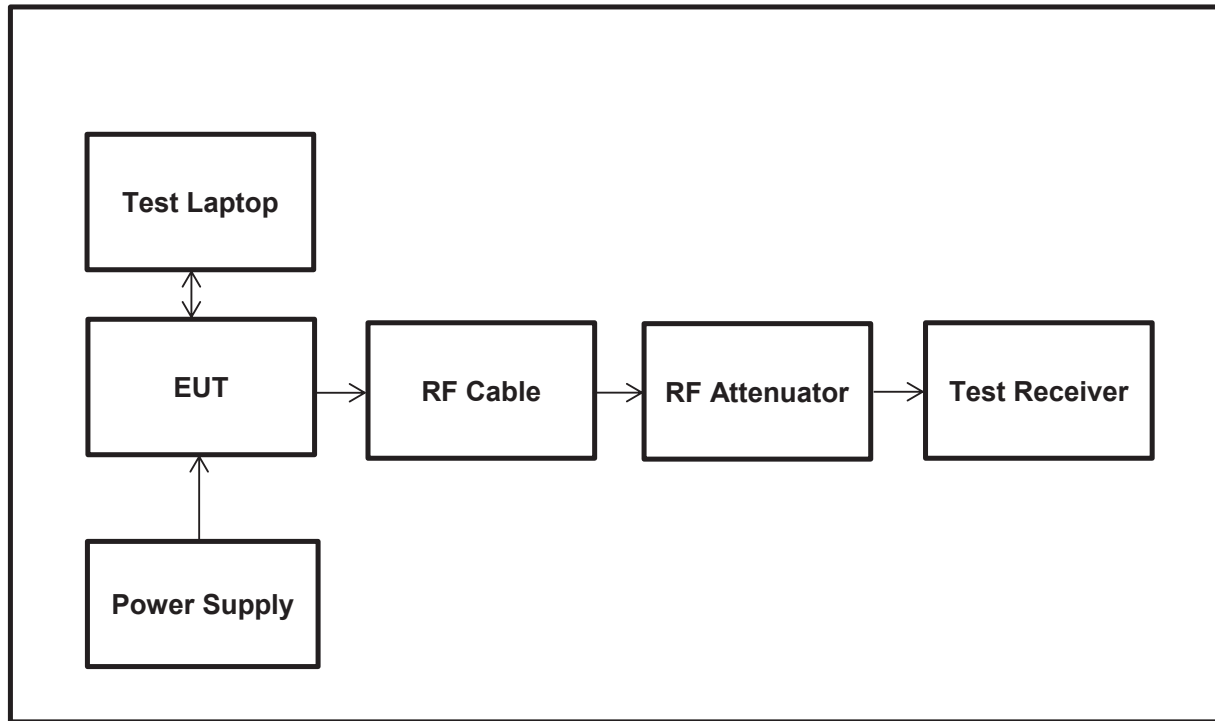 Test Laptop
EUT
RF Cable
RF Attenuator
Test Receiver
Power Supply